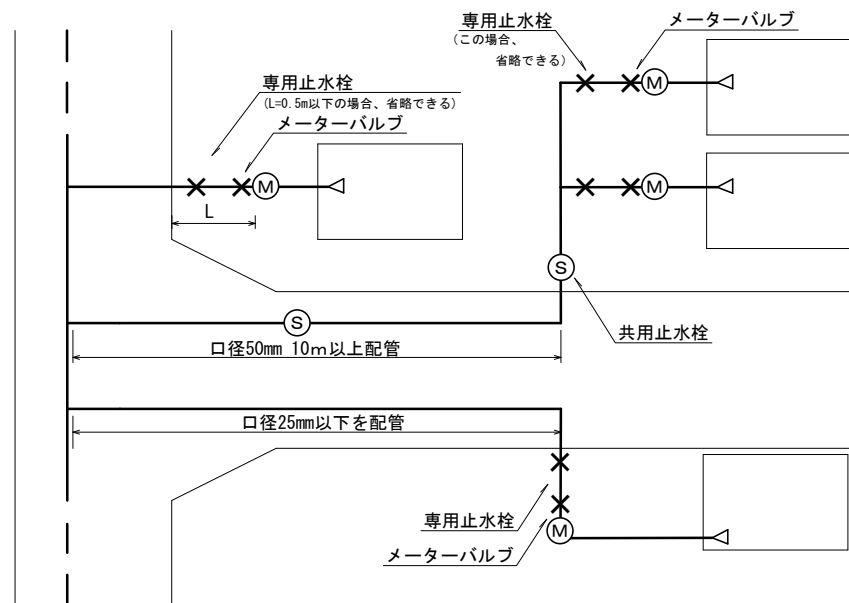 専用止水栓
(この場合、
省略できる)
メーターバルブ
M
専用止水栓
(L=0.5m以下の場合、省略できる)
メーターバルブ
M
M
L
S
共用止水栓
S
口径50mm 10m以上配管
口径25mm以下を配管
専用止水栓
メーターバルブ
M